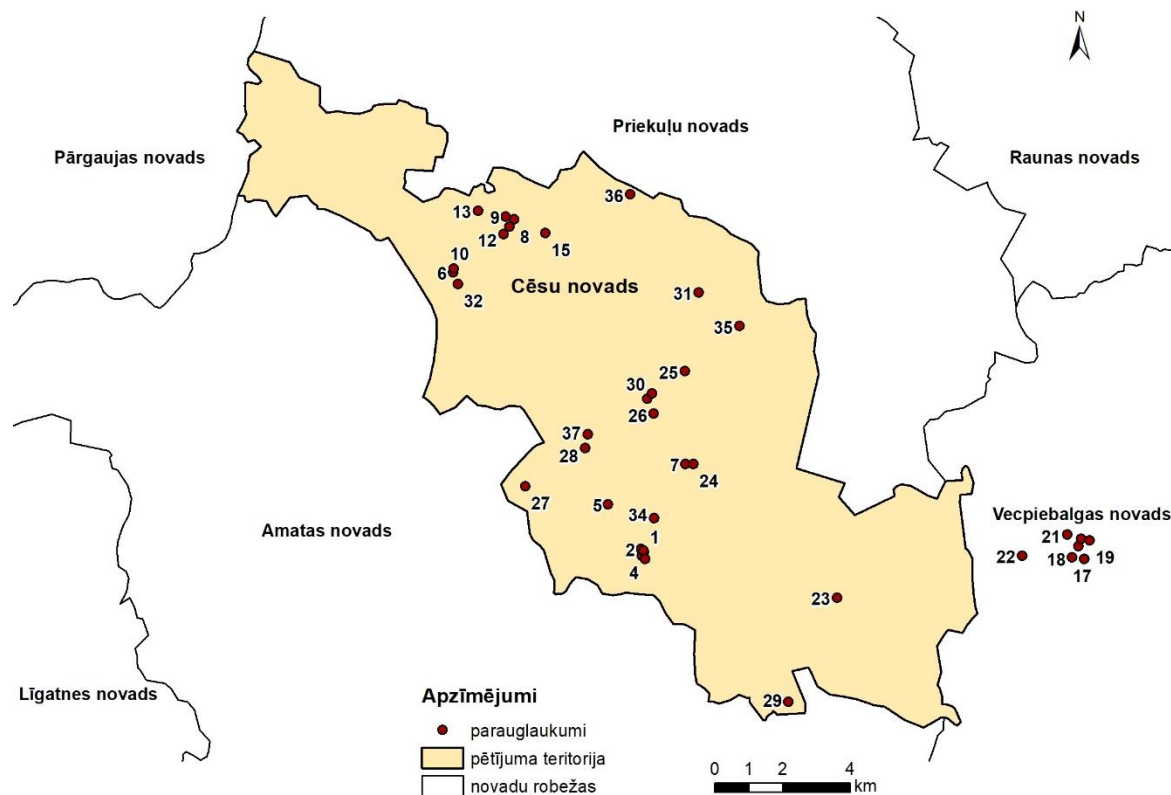 N
Priekuļu novads
Pārgaujas novads
Raunas novads
36
13
9
12
8
15
10
6
Cēsu novads
32
31
35
25
30
26
37
28
7
24
27
5
34
Amatas novads
Vecpiebalgas novads
1
2
4
21
22
18
19
17
23
Līgatnes novads
29
Apzīmējumi
parauglaukumi
pētījuma teritorija
novadu robežas
0 1 2 4
km